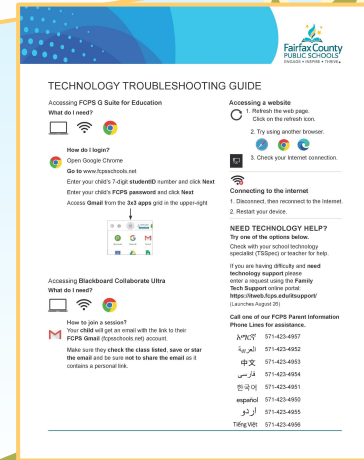 Fairfax County
PUBLIC SCHOOLS
ENGAGE • INSPIRE • THRIVE
TECHNOLOGY TROUBLESHOOTING GUIDE
Accessing FCPS G Suite for Education
What do I need?
How do I login?
Open Google Chrome
Go to www.fcpsschools.net
Enter your child's 7-digit studentID number and click Next
Enter your child's FCPS password and click Next
Access Gmail from the 3x3 apps grid in the upper-right
Accessing Blackboard Collaborate Ultra
What do I need?
How to join a session?
Your child will get an email with the link to their
FCPS Gmail (fcpsschools.net) account.
Make sure they check the class listed, save or star
the email and be sure not to share the email as it
contains a personal link.
Accessing a website
1. Refresh the web page.
Click on the refresh icon.
2. Try using another browser.
3. Check your Internet connection.
Connecting to the internet
1. Disconnect, then reconnect to the Internet.
2. Restart your device.
NEED TECHNOLOGY HELP?
Try one of the options below.
Check with your school technology
specialist (TSSpec) or teacher for help.
If you are having difficulty and need
technology support please
enter a request using the Family
Tech Support online portal:
https://itweb.fcps.edu/itsupport/
(Launches August 26)
Call one of our FCPS Parent Information
Phone Lines for assistance.
አማርኛ 571-423-4957
العربية 571-423-4952
中文 571-423-4953
فارسی 571-423-4954
한국어 571-423-4951
español 571-423-4950
اردو 571-423-4955
Tiếng Việt 571-423-4956